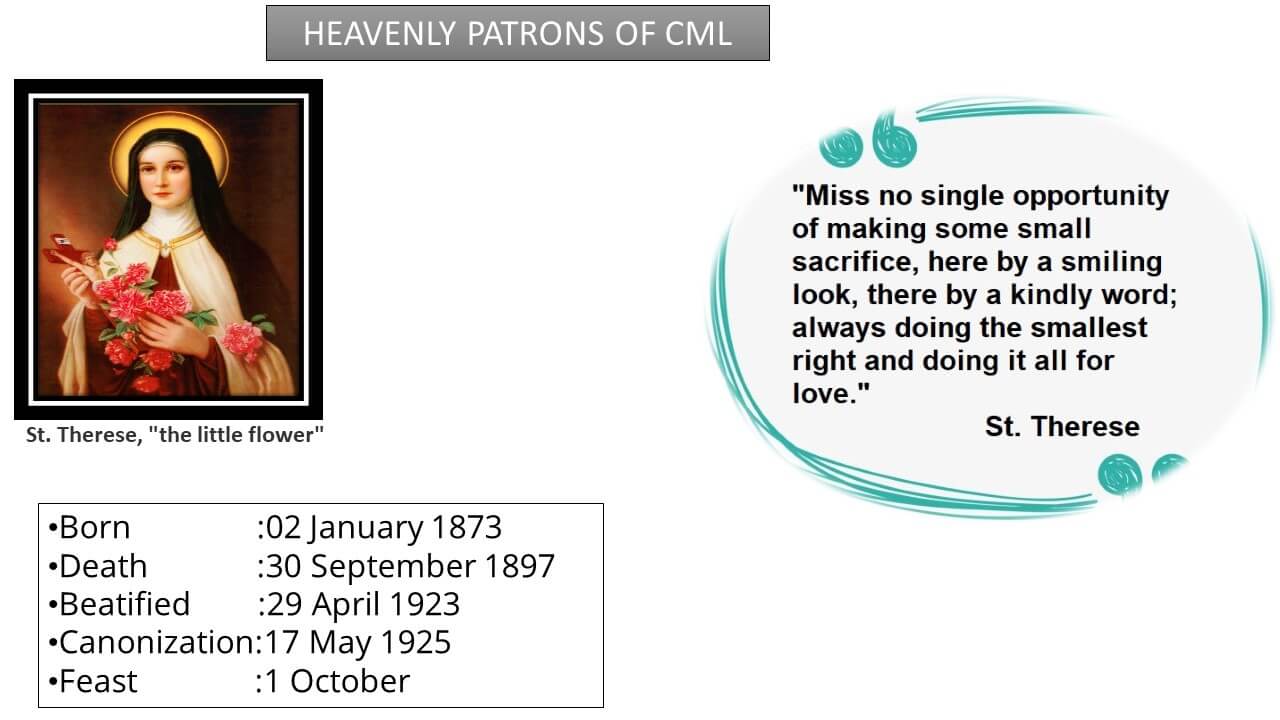 HEAVENLY PATRONS OF CML
"Miss no single opportunity
of making some small
sacrifice, here by a smiling
look, there by a kindly word;
always doing the smallest
right and doing it all for
love."
St. Therese
St. Therese, "the little flower"
•Born :02 January 1873
•Death :30 September 1897
•Beatified :29 April 1923
•Canonization:17 May 1925
•Feast :1 October